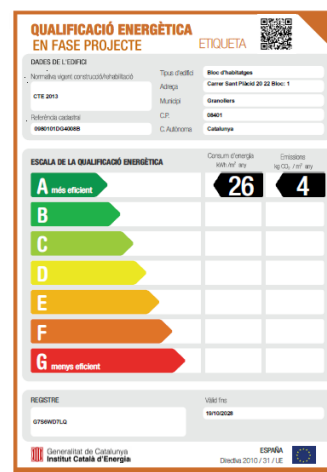 QUALIFICACIÓ ENERGÈTICA
EN FASE PROJECTE
ETIQUETA
DADES DE L'EDIFICI
Normativa vigent construcció/rehabilitació
CTE 2013
Referència cadastral
0980101DG4008B
Tipus d'edifici Bloc d'habitatges
Adreça Carrer Sant Plàcid 20 22 Bloc: 1
Municipi Granollers
C.P. 08401
C.Autònoma Catalunya
ESCALA DE LA QUALIFICACIÓ ENERGÈTICA
Consum d'energia
kWh/m² any
Emissions
kg CO₂ /m² any
A més eficient 26 4
B
C
D
E
F
G menys eficient
REGISTRE
G7S6WD7LQ
Vàlid fins
19/10/2028
Generalitat de Catalunya
Institut Català d'Energia
ESPAÑA
Directiva 2010 / 31 / UE